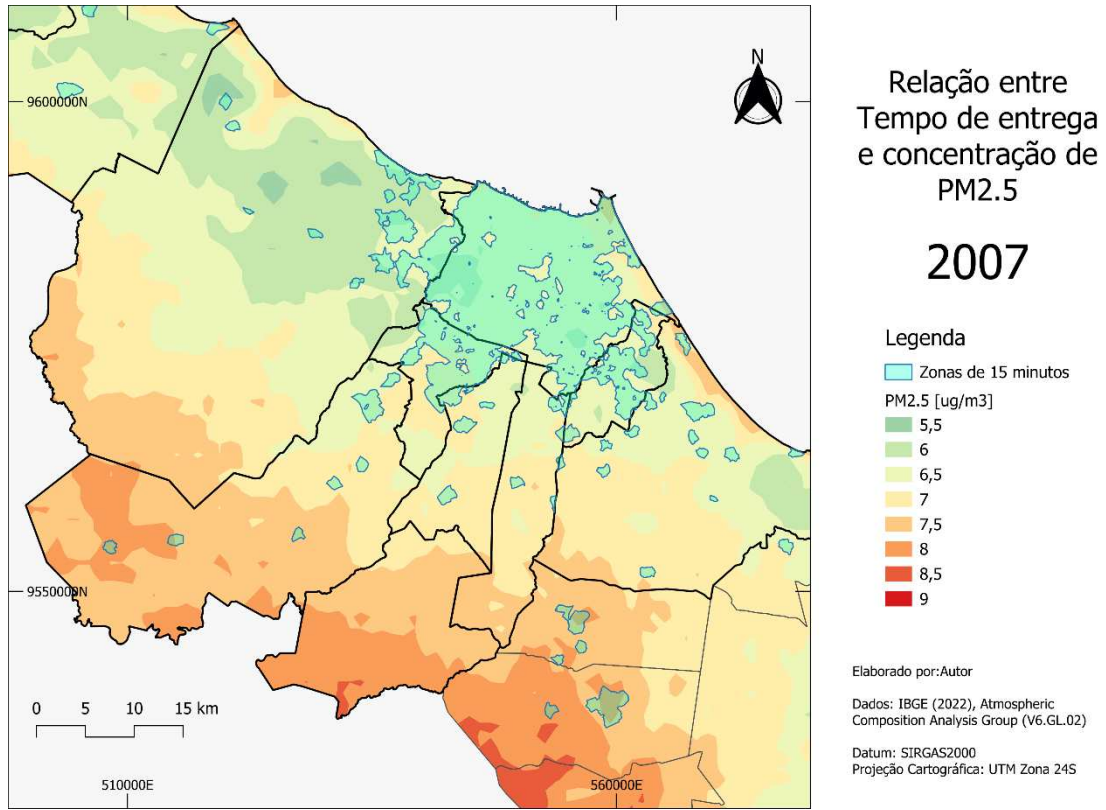 9600000N
9550000N
510000E
560000E
0 5 10 15 km
N
Relação entre
Tempo de entrega
e concentração de
PM2.5
2007
Legenda
Zonas de 15 minutos
PM2.5 [ug/m3]
5,5
6
6,5
7
7,5
8
8,5
9
Elaborado por:Autor
Dados: IBGE (2022), Atmospheric
Composition Analysis Group (V6.GL.02)
Datum: SIRGAS2000
Projeção Cartográfica: UTM Zona 24S